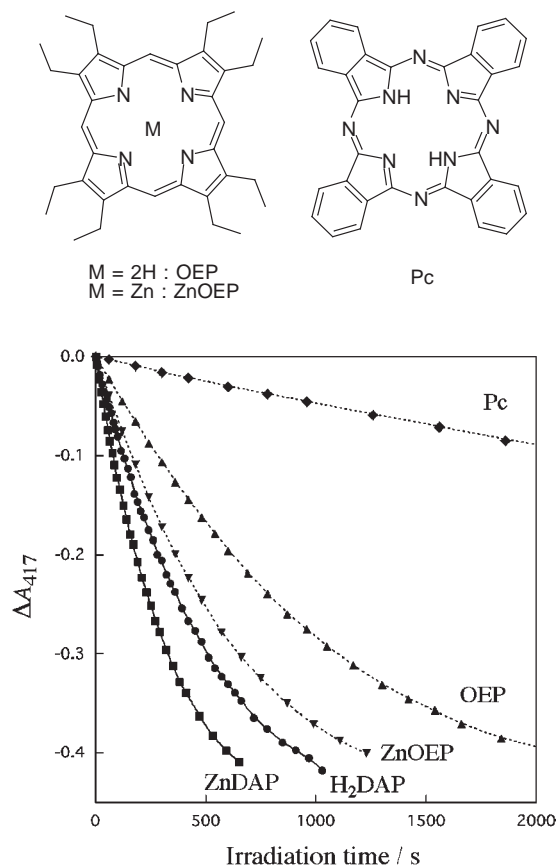 N N
M
N N
M = 2H : OEP
M = Zn : ZnOEP
N
NH N
N N
N HN
N
Pc
0.0
-0.1
-0.2
-0.3
-0.4
ΔA417
Pc
OEP
ZnOEP
H2DAP
ZnDAP
0 500 1000 1500 2000
Irradiation time / s